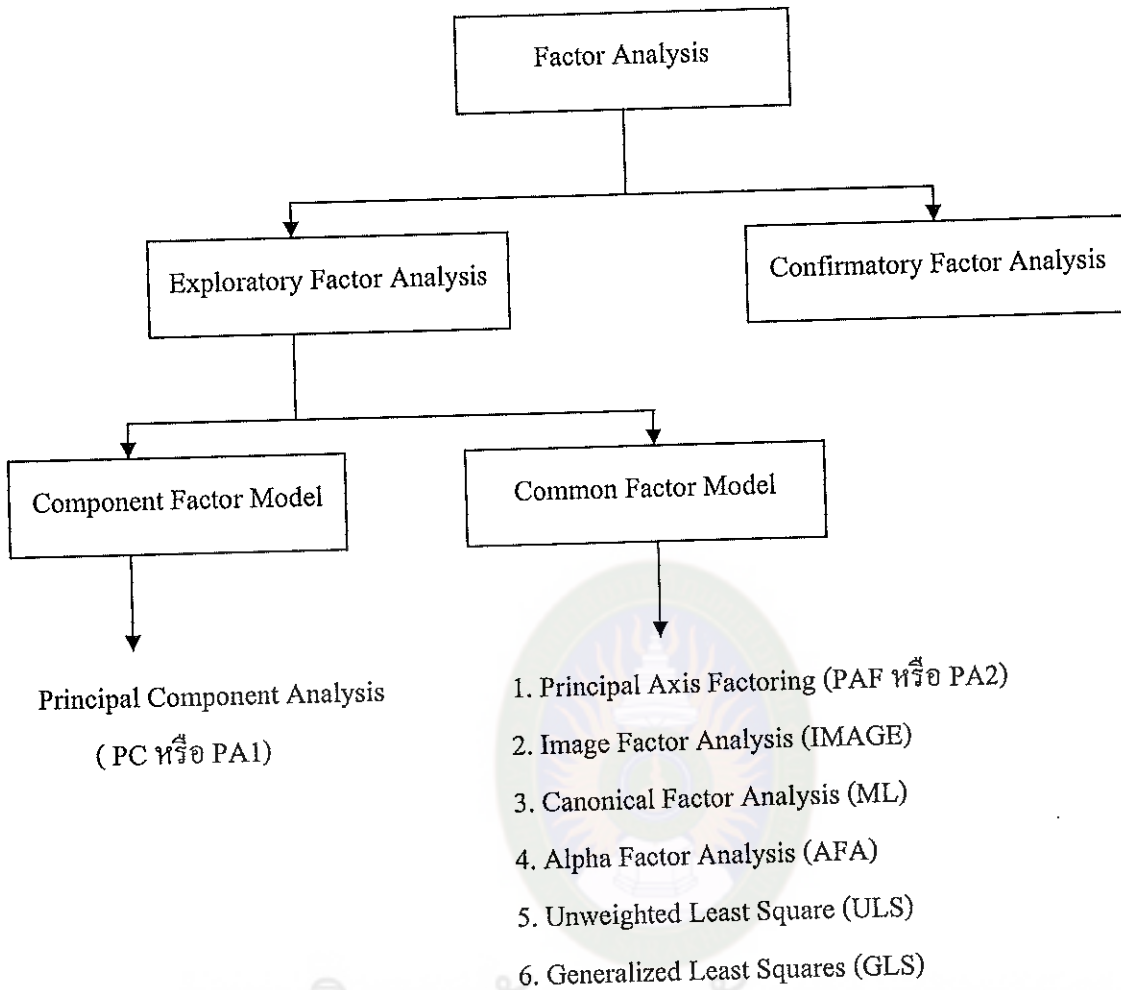 Factor Analysis
Exploratory Factor Analysis
Confirmatory Factor Analysis
Component Factor Model
Common Factor Model
Principal Component Analysis
( PC หรือ PA1)
1. Principal Axis Factoring (PAF หรือ PA2)
2. Image Factor Analysis (IMAGE)
3. Canonical Factor Analysis (ML)
4. Alpha Factor Analysis (AFA)
5. Unweighted Least Square (ULS)
6. Generalized Least Squares (GLS)